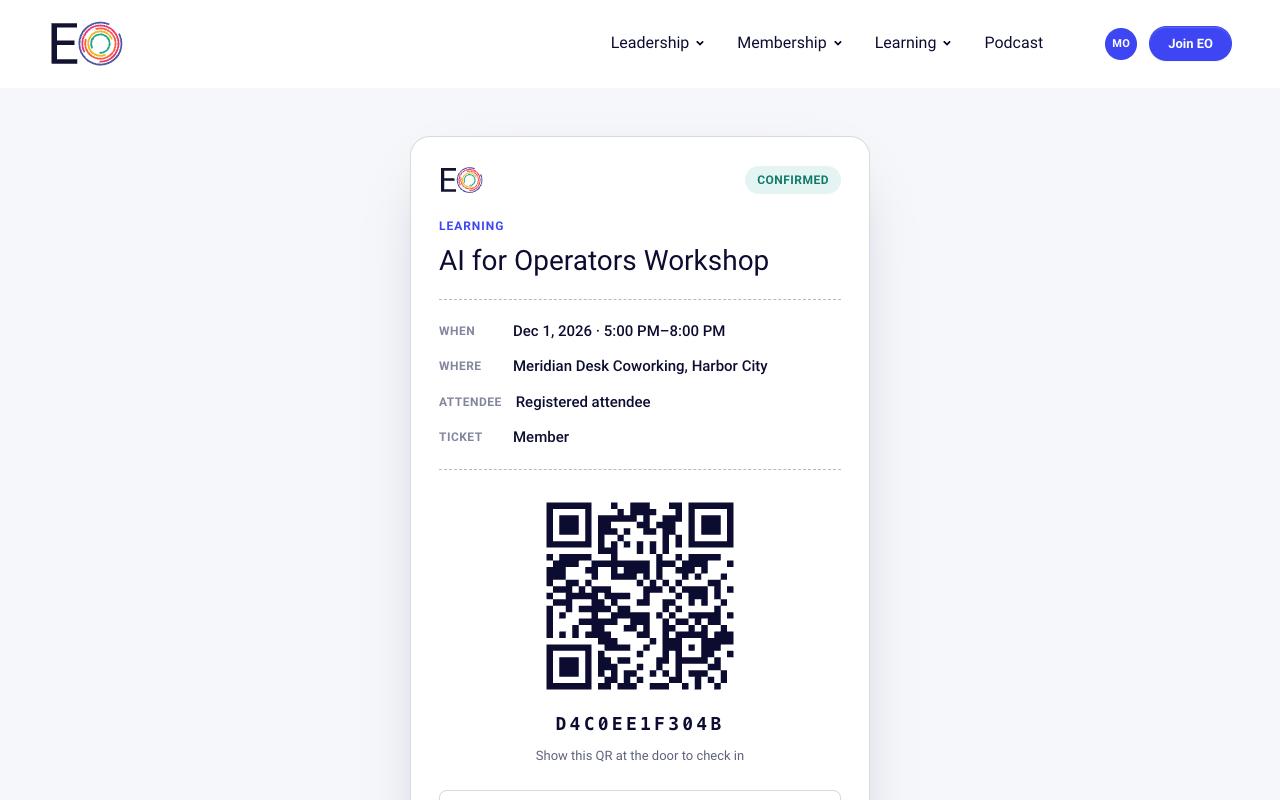 EO
Leadership Membership Learning Podcast MO Join EO
EO CONFIRMED
LEARNING
AI for Operators Workshop
WHEN Dec 1, 2026 · 5:00 PM–8:00 PM
WHERE Meridian Desk Coworking, Harbor City
ATTENDEE Registered attendee
TICKET Member
D4C0EE1F304B
Show this QR at the door to check in